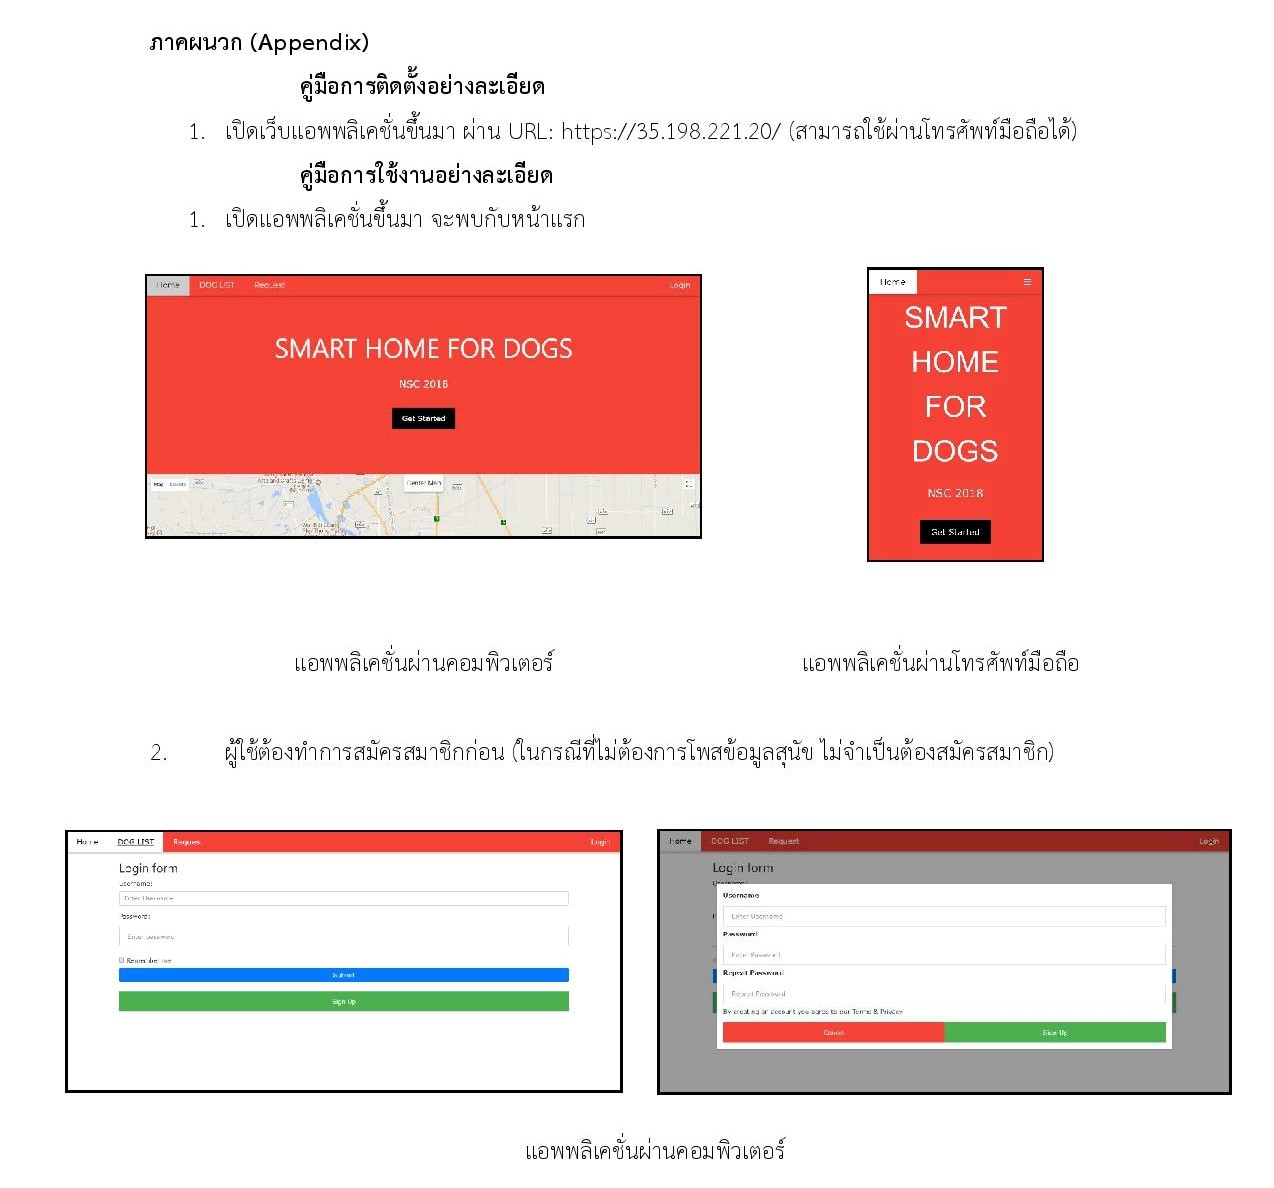 ภาคผนวก (Appendix)
คู่มือการติดตั้งอย่างละเอียด
1. เปิดเว็บแอพพลิเคชั่นขึ้นมา ผ่าน URL: https://35.198.221.20/ (สามารถใช้ผ่านโทรศัพท์มือถือได้)
คู่มือการใช้งานอย่างละเอียด
1. เปิดแอพพลิเคชั่นขึ้นมา จะพบกับหน้าแรก
Home DOG LIST Request Login
SMART HOME FOR DOGS
NSC 2018
Get Started
Map
Center Map
Home ☰
SMART
HOME
FOR
DOGS
NSC 2018
Get Started
แอพพลิเคชั่นผ่านคอมพิวเตอร์
แอพพลิเคชั่นผ่านโทรศัพท์มือถือ
2. ผู้ใช้ต้องทำการสมัครสมาชิกก่อน (ในกรณีที่ไม่ต้องการโพสข้อมูลสุนัข ไม่จำเป็นต้องสมัครสมาชิก)
Home DOG LIST Request Login
Login form
Username:
Enter Username
Password:
Enter password
Remember me
Submit
Sign Up
Home DOG LIST Request Login
Login form
Username
Enter Username
Password
Enter Password
Repeat Password
Repeat Password
By creating an account you agree to our Terms & Privacy
Cancel Sign Up
แอพพลิเคชั่นผ่านคอมพิวเตอร์